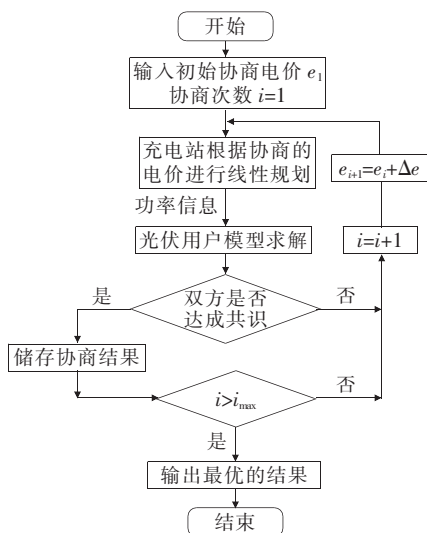 开始
输入初始协商电价 e₁
协商次数 i=1
充电站根据协商的
电价进行线性规划
eᵢ₊₁=eᵢ+Δe
功率信息
光伏用户模型求解
i=i+1
是
双方是否
达成共识
否
储存协商结果
i>iₘₐₓ
否
是
输出最优的结果
结束